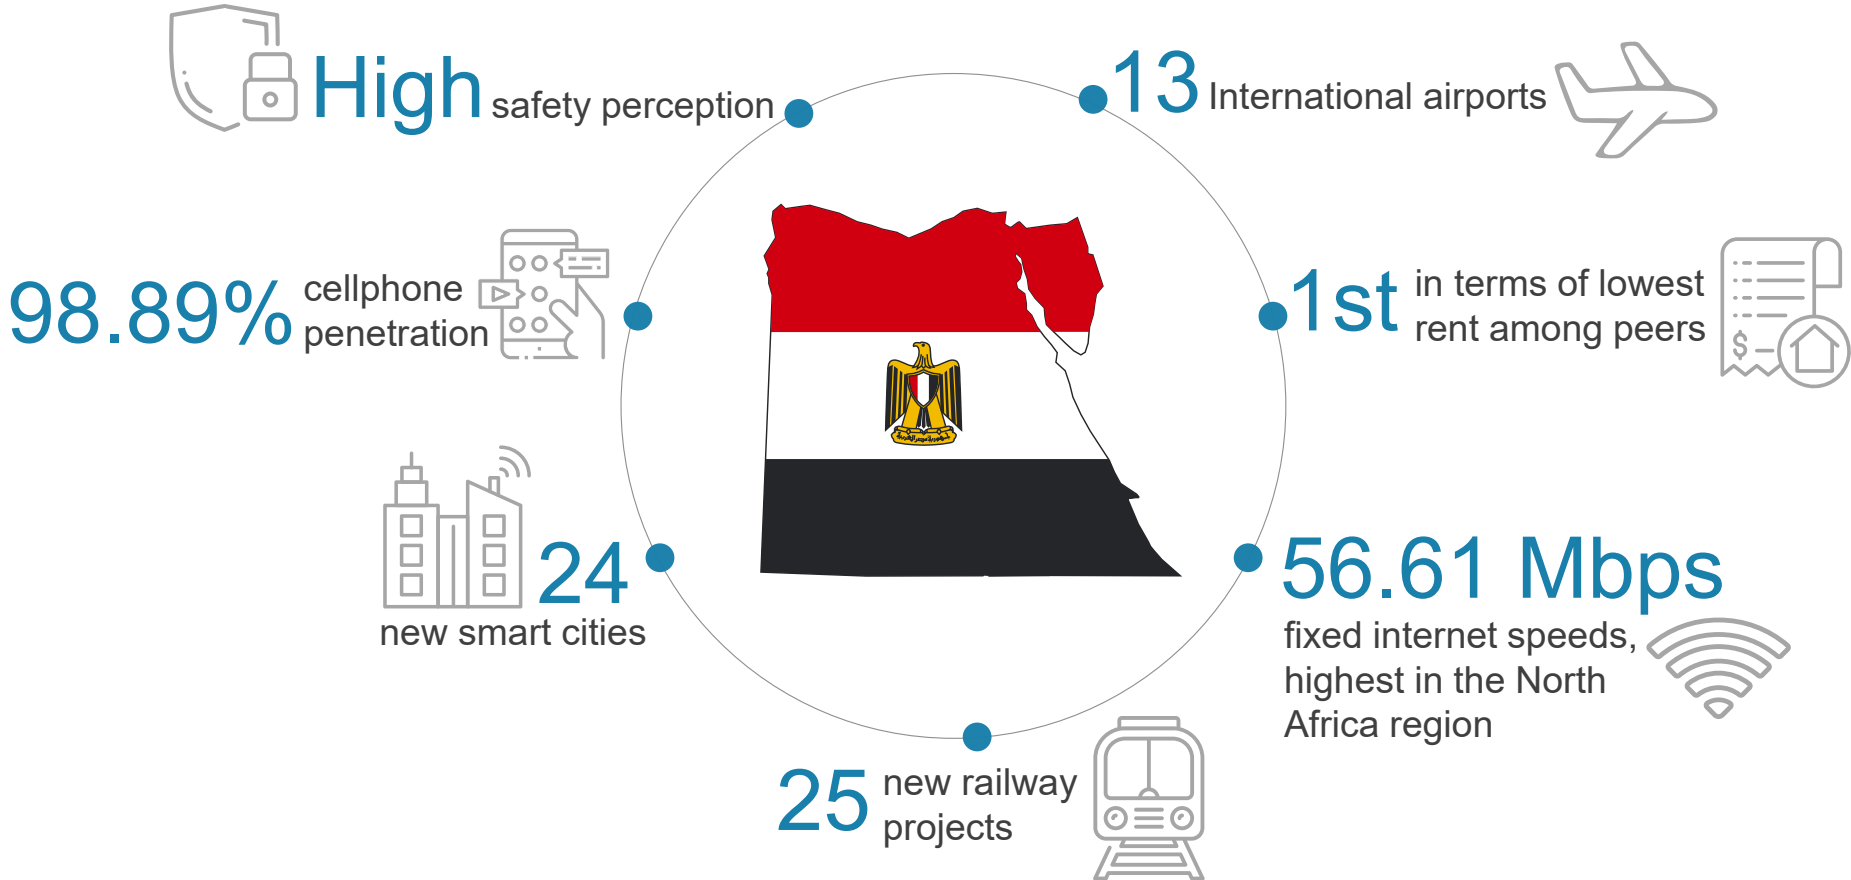 High safety perception
13 International airports
98.89% cellphone
penetration
1st in terms of lowest
rent among peers
$
24
new smart cities
56.61 Mbps
fixed internet speeds,
highest in the North
Africa region
25 new railway
projects